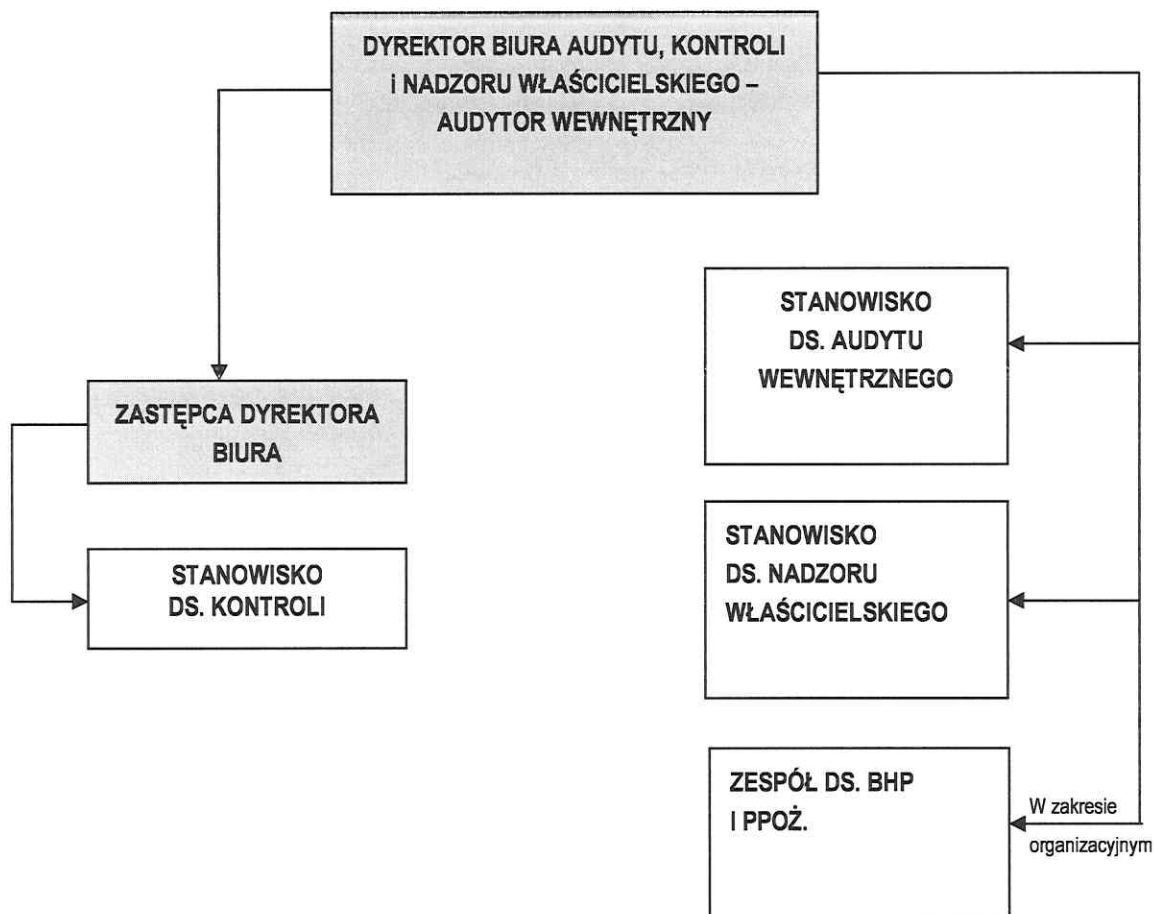 DYREKTOR BIURA AUDYTU, KONTROLI
i NADZORU WŁAŚCICIELSKIEGO –
AUDYTOR WEWNĘTRZNY
ZASTĘPCA DYREKTORA
BIURA
STANOWISKO
DS. KONTROLI
STANOWISKO
DS. AUDYTU
WEWNĘTRZNEGO
STANOWISKO
DS. NADZORU
WŁAŚCICIELSKIEGO
ZESPÓŁ DS. BHP
I PPOŻ.
W zakresie
organizacyjnym